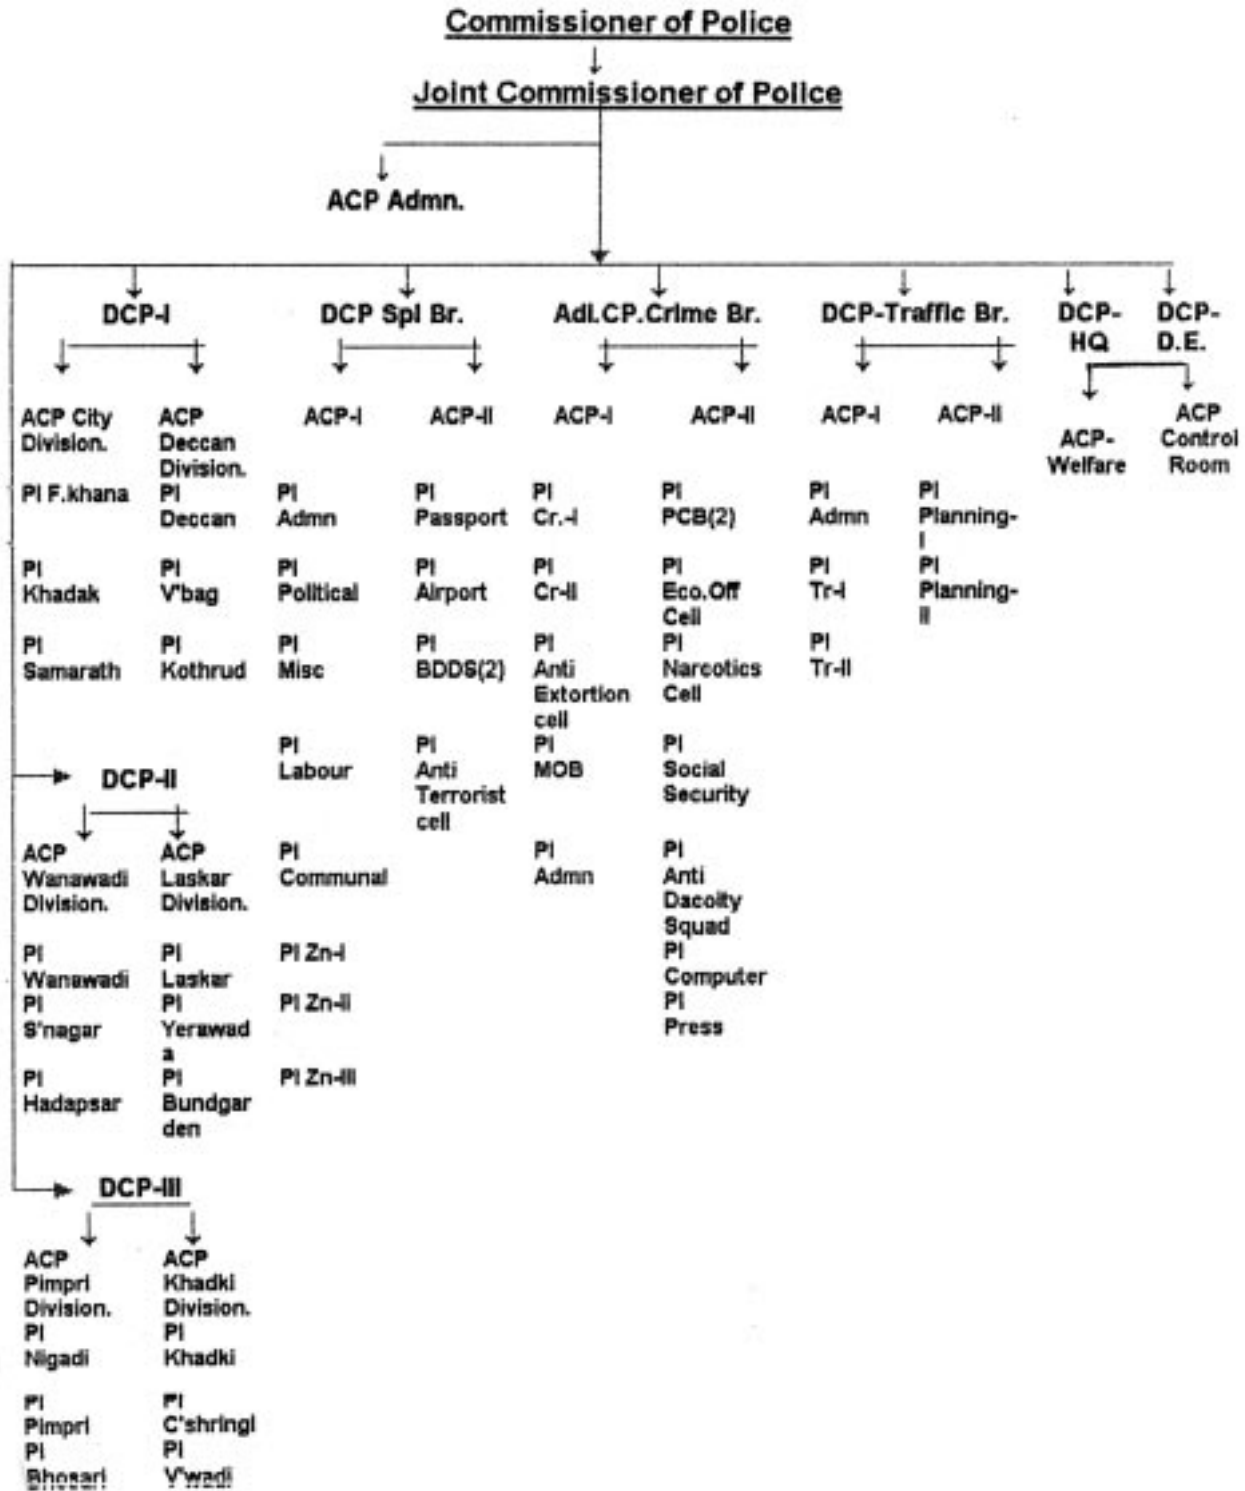 Commissioner of Police
Joint Commissioner of Police
ACP Admn.
DCP-I
DCP Spl Br.
Adl.CP.Crime Br.
DCP-Traffic Br.
DCP-
HQ
DCP-
D.E.
ACP City
Division.
ACP
Deccan
Division.
ACP-I
ACP-II
ACP-I
ACP-II
ACP-I
ACP-II
ACP-
Welfare
ACP
Control
Room
PI F.khana
PI
Deccan
PI
Admn
PI
Passport
PI
Cr.-I
PI
PCB(2)
PI
Admn
PI
Planning-
I
PI
Khadak
PI
V'bag
PI
Political
PI
Airport
PI
Cr-II
PI
Eco.Off
Cell
PI
Tr-I
PI
Planning-
II
PI
Samarath
PI
Kothrud
PI
Misc
PI
BDDS(2)
PI
Anti
Extortion
cell
PI
Narcotics
Cell
PI
Tr-II
PI
Labour
PI
Anti
Terrorist
cell
PI
MOB
PI
Social
Security
DCP-II
ACP
Wanawadi
Division.
ACP
Laskar
Division.
PI
Communal
PI
Admn
PI
Anti
Dacoity
Squad
PI
Wanawadi
PI
Laskar
PI Zn-I
PI
Computer
PI
S'nagar
PI
Yerawad
a
PI Zn-II
PI
Press
PI
Hadapsar
PI
Bundgar
den
PI Zn-III
DCP-III
ACP
Pimpri
Division.
ACP
Khadki
Division.
PI
Nigadi
PI
Khadki
PI
Pimpri
PI
C'shringi
PI
Bhosari
PI
V'wadi